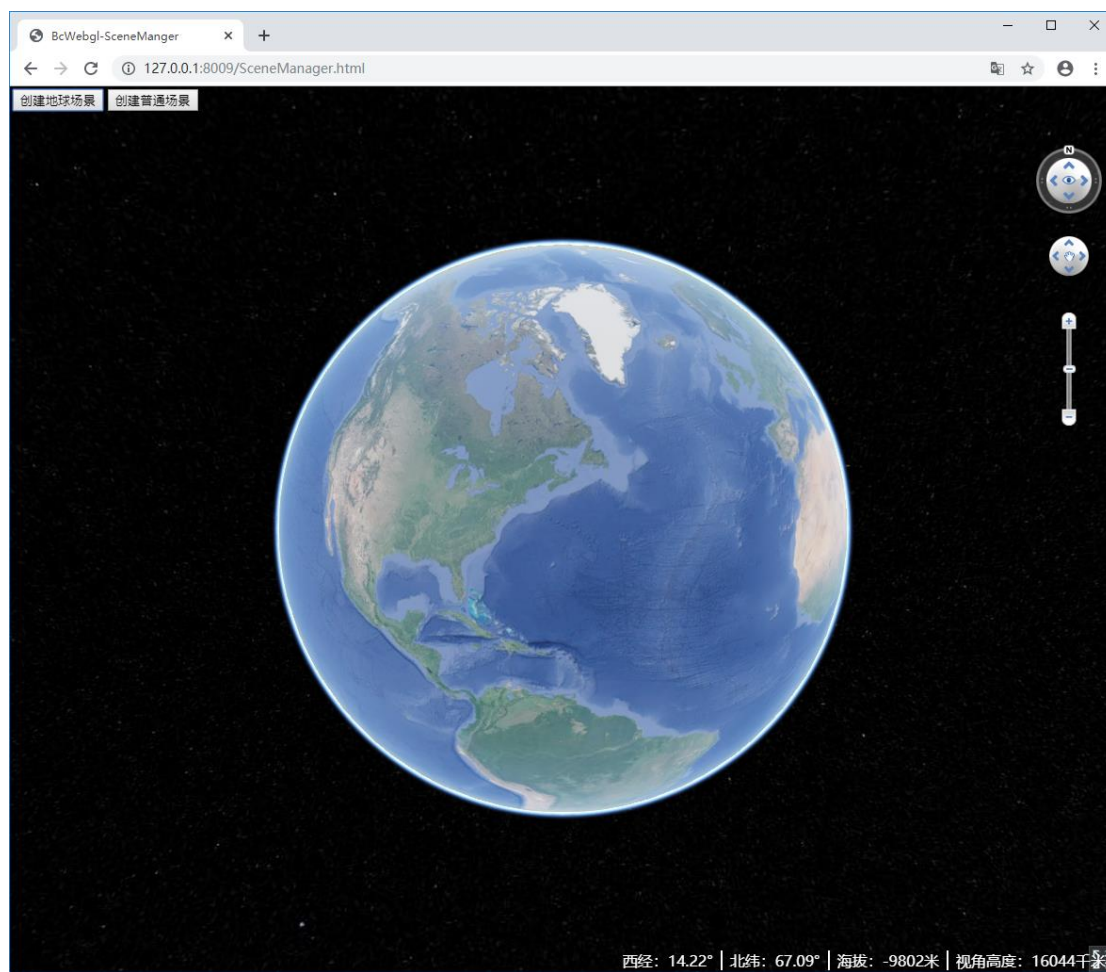 BcWebgl-SceneManger
127.0.0.1:8009/SceneManager.html
创建地球场景 创建普通场景
N
西经：14.22° 北纬：67.09° 海拔：-9802米 视角高度：16044千米